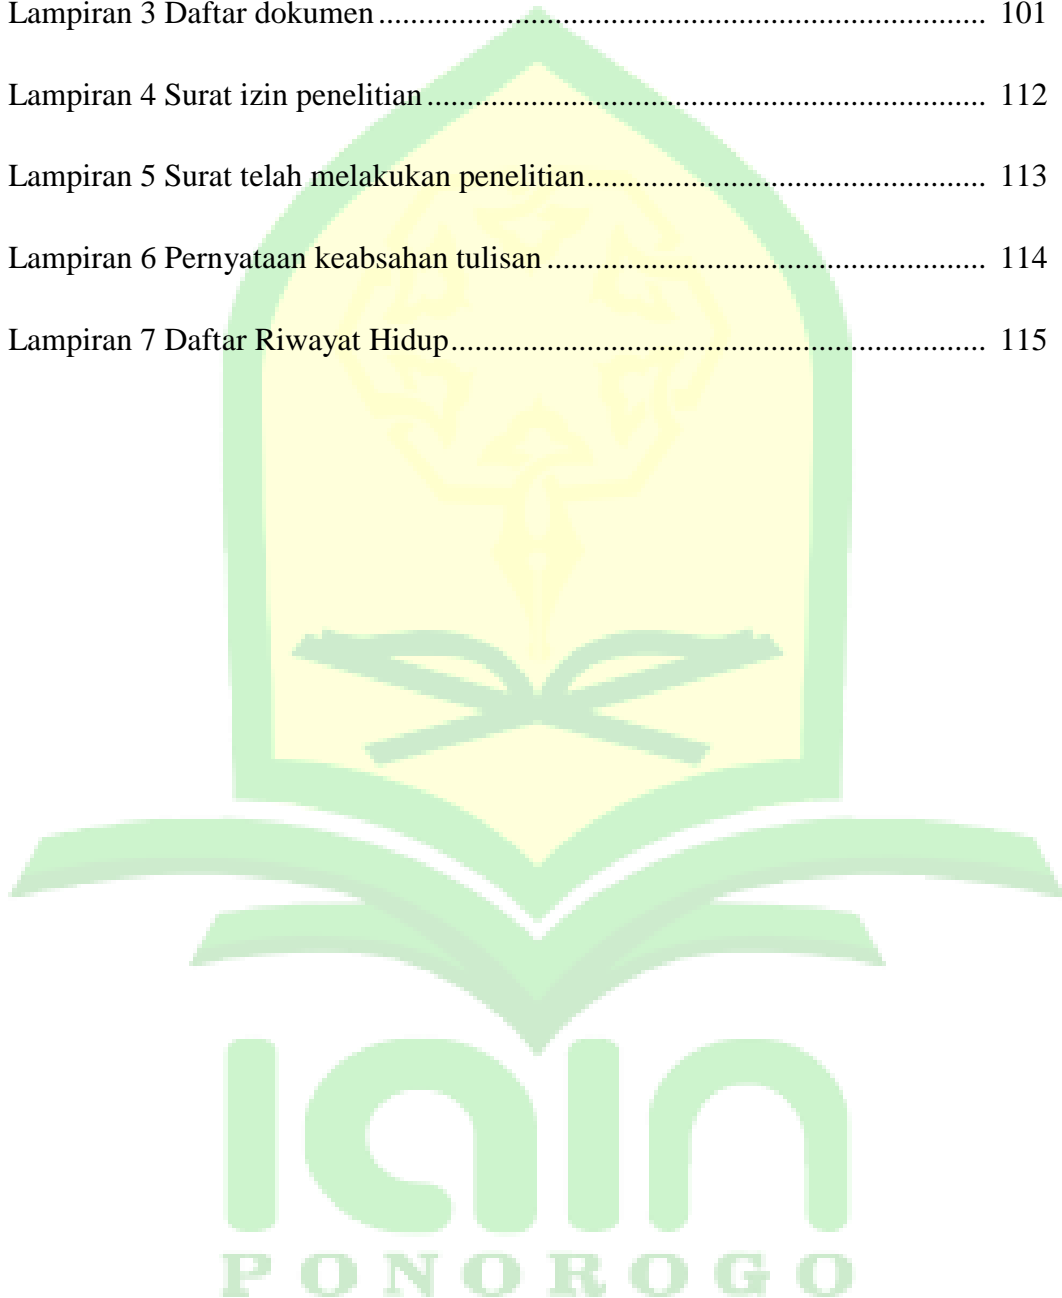 Lampiran 3 Daftar dokumen ........................................................................... 101
Lampiran 4 Surat izin penelitian ..................................................................... 112
Lampiran 5 Surat telah melakukan penelitian................................................. 113
Lampiran 6 Pernyataan keabsahan tulisan ...................................................... 114
Lampiran 7 Daftar Riwayat Hidup.................................................................. 115
IAIN
PONOROGO